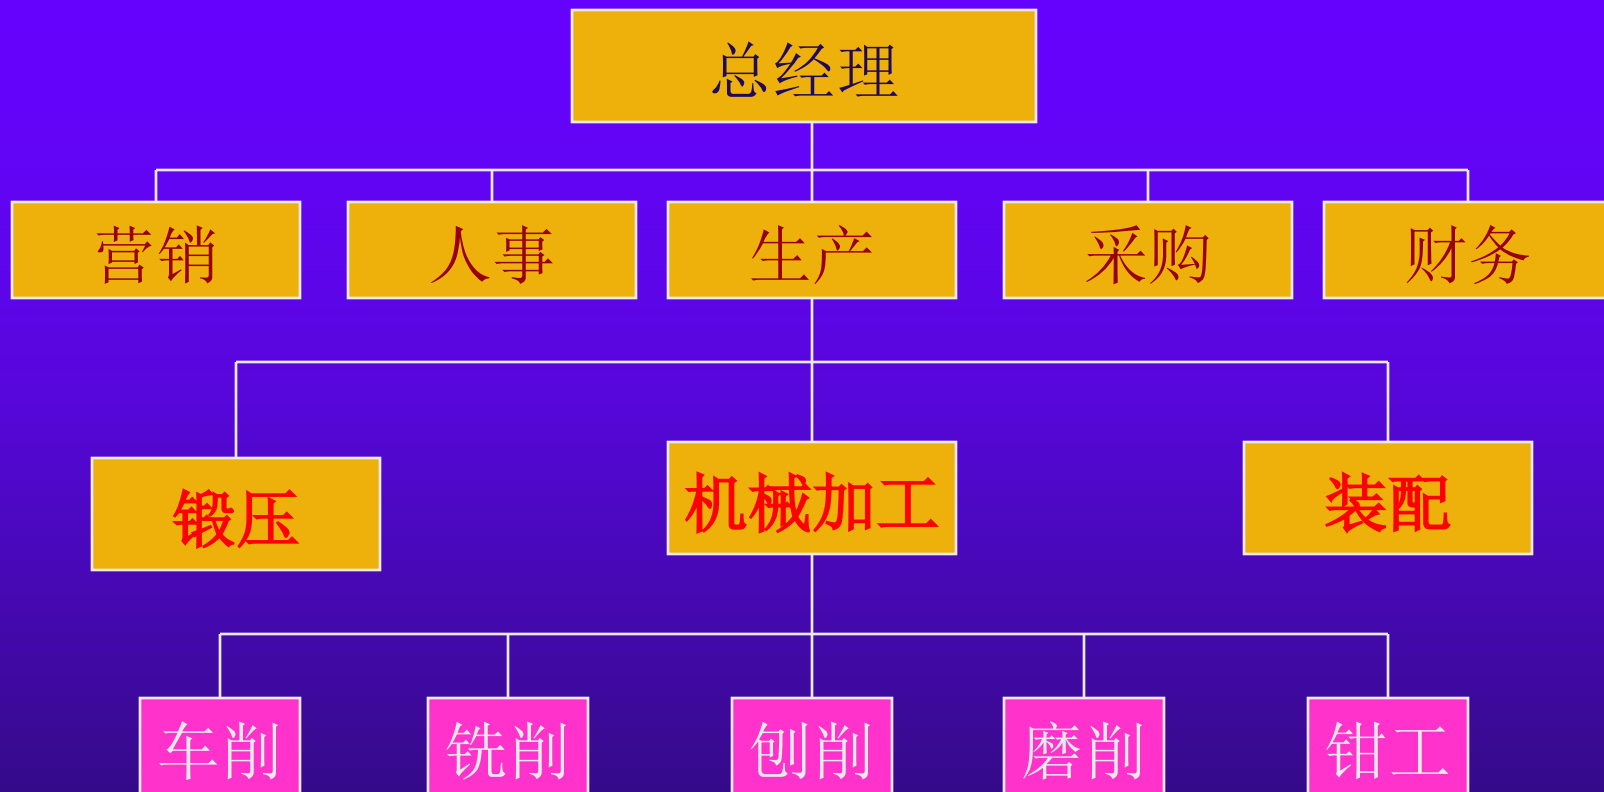 总经理
营销
人事
生产
采购
财务
锻压
机械加工
装配
车削
铣削
刨削
磨削
钳工